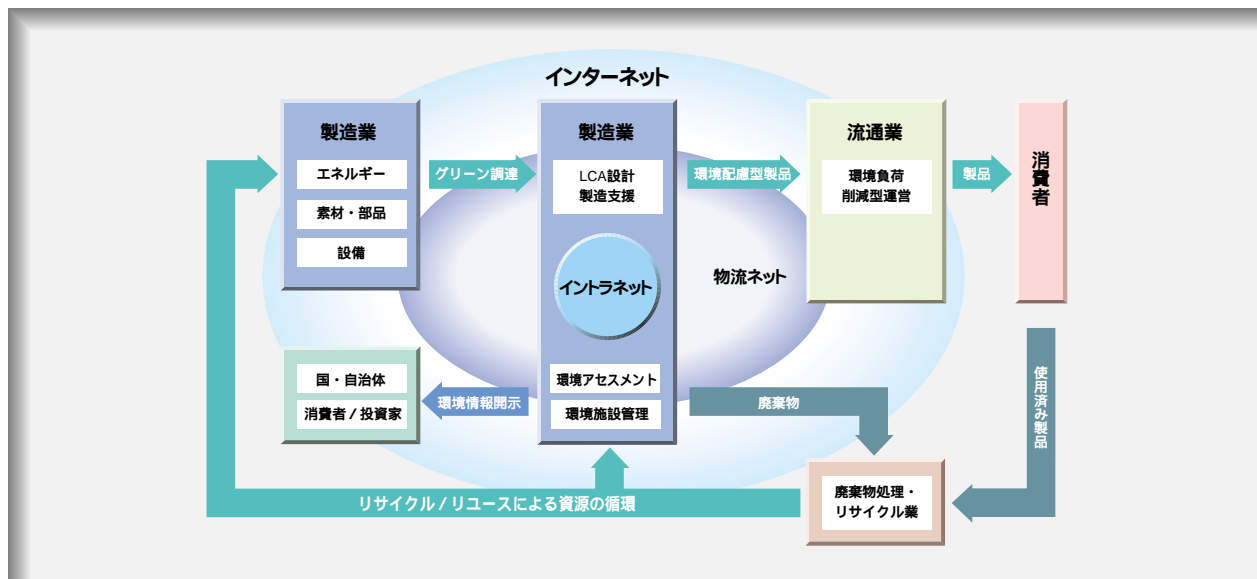 インターネット
製造業
エネルギー
素材・部品
設備
グリーン調達
製造業
LCA設計
製造支援
イントラネット
環境アセスメント
環境施設管理
環境配慮型製品
物流ネット
流通業
環境負荷
削減型運営
製品
消費者
国・自治体
消費者/投資家
環境情報開示
廃棄物
使用済み製品
廃棄物処理・
リサイクル業
リサイクル/リユースによる資源の循環